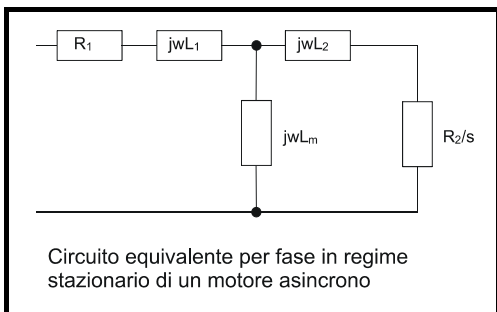 R₁ jwL₁ jwL₂
jwLₘ R₂/s
Circuito equivalente per fase in regime
stazionario di un motore asincrono